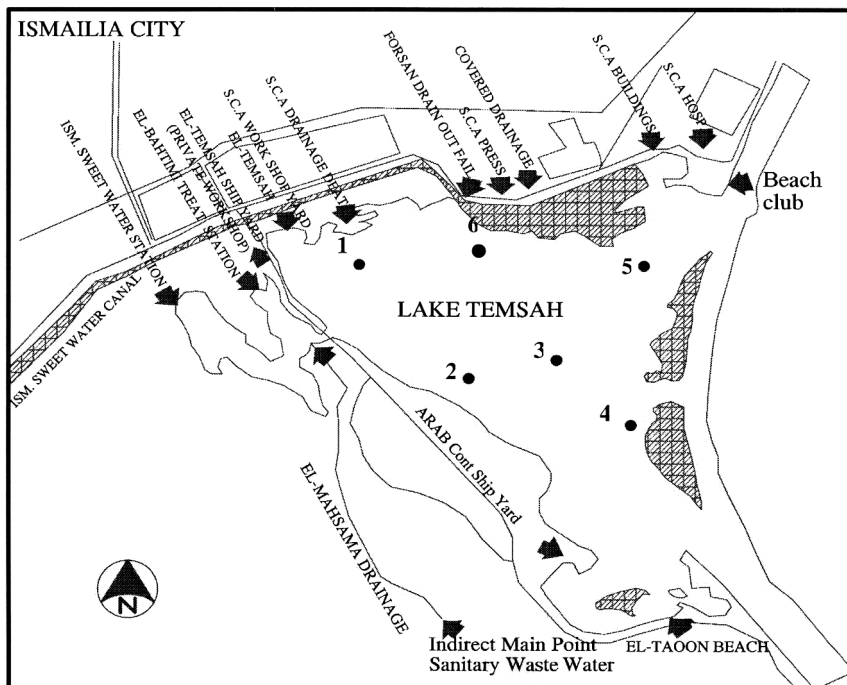 ISMAILIA CITY
ISM. SWEET WATER STATION
EL-BAHTIMI TREAT. STATION
EL-TEMSAH SHIP YARD
(PRIVATE WORK SHOP)
EL TEMSAH
S.C.A WORK SHOP YARD
S.C.A DRAINAGE DEATH
FORSAN DRAIN OUT FAIL
S.C.A PRESS
COVERED DRAINAGE
S.C.A BUILDINGS
S.C.A HOSP
Beach
club
1
6
5
LAKE TEMSAH
2
3
4
ISM. SWEET WATER CANAL
ARAB Cont Ship Yard
EL-MAHSAMA DRAINAGE
N
Indirect Main Point
Sanitary Waste Water
EL-TAOON BEACH